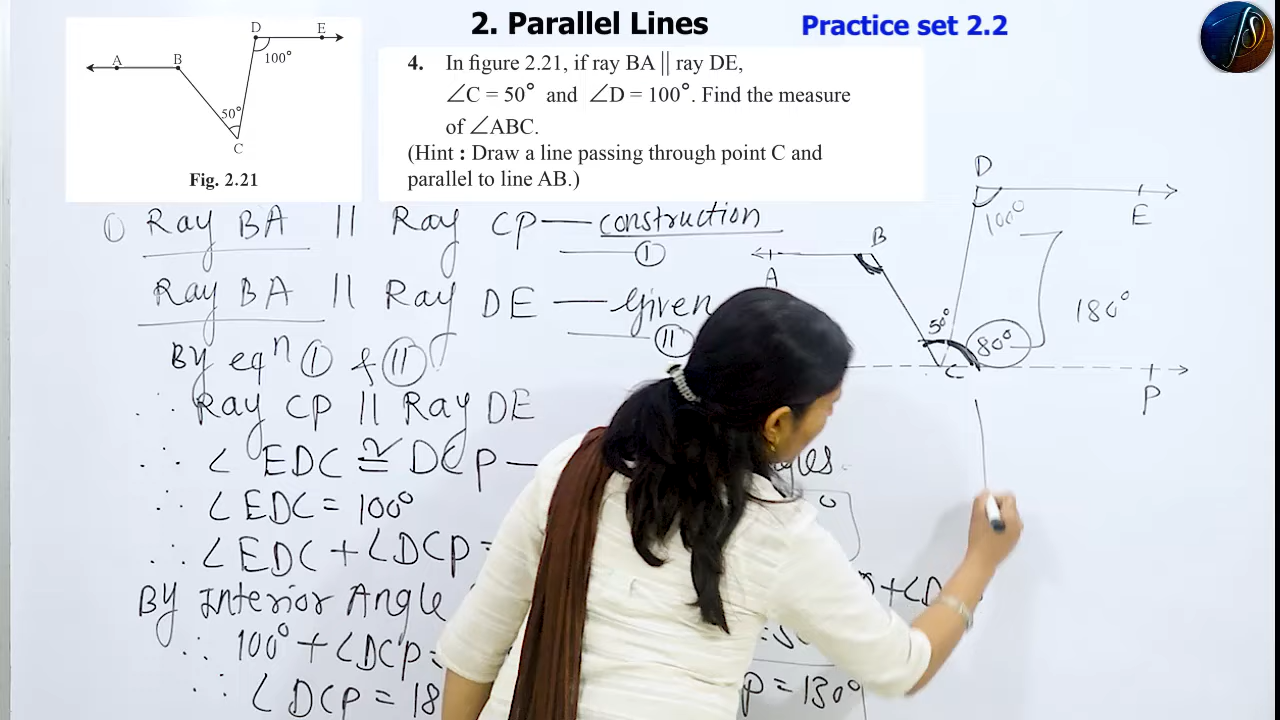 2. Parallel Lines
Practice set 2.2
D
E
A
B
100°
50°
C
Fig. 2.21
4. In figure 2.21, if ray BA || ray DE,
∠C = 50° and ∠D = 100°. Find the measure
of ∠ABC.
(Hint : Draw a line passing through point C and
parallel to line AB.)
① Ray BA || Ray CP — construction
Ⓘ
Ray BA || Ray DE — Given
Ⓘⓘ
By eqⁿ Ⓘ & Ⓘⓘ
∴ Ray CP || Ray DE
∴ ∠ EDC ≅ DCP —
∴ ∠ EDC = 100°
∴ ∠ EDC + ∠DCP =
By Interior Angle
∴ 100° + ∠DCP =
∴ ∠DCP = 18
P = 130°
D
100°
E
B
A
50°
80°
180°
C
P